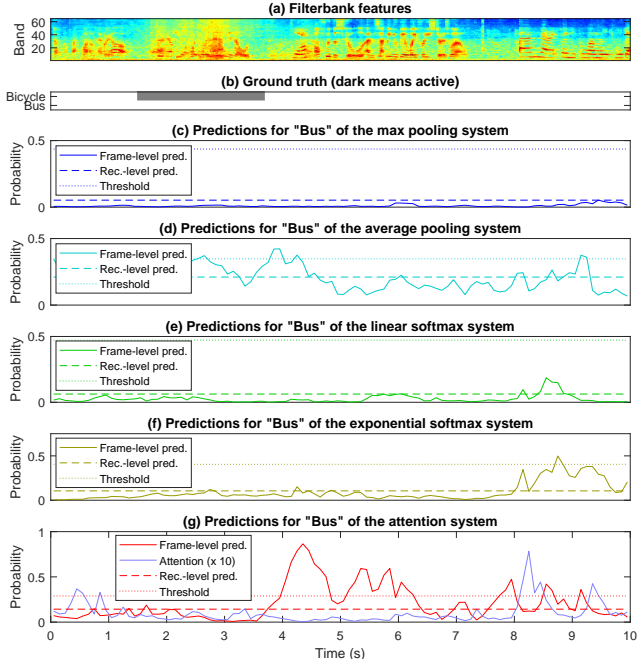 (a) Filterbank features
Band
60
40
20
(b) Ground truth (dark means active)
Bicycle
Bus
(c) Predictions for "Bus" of the max pooling system
Probability
0.5
0
Frame-level pred.
Rec.-level pred.
Threshold
(d) Predictions for "Bus" of the average pooling system
Probability
0.5
0
Frame-level pred.
Rec.-level pred.
Threshold
(e) Predictions for "Bus" of the linear softmax system
Probability
0.5
0
Frame-level pred.
Rec.-level pred.
Threshold
(f) Predictions for "Bus" of the exponential softmax system
Probability
0.5
0
Frame-level pred.
Rec.-level pred.
Threshold
(g) Predictions for "Bus" of the attention system
Probability
1
0.5
0
Frame-level pred.
Attention (x 10)
Rec.-level pred.
Threshold
0 1 2 3 4 5 6 7 8 9 10
Time (s)